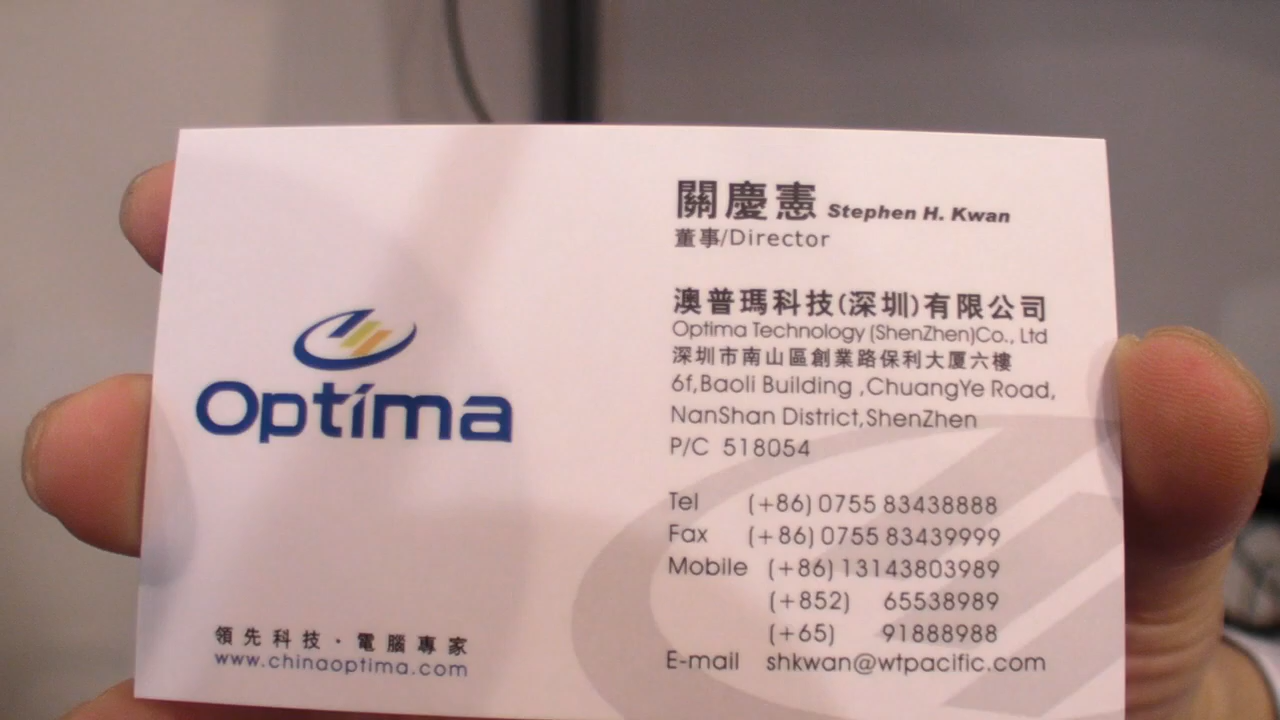 Optima
領先科技·電腦專家
www.chinaoptima.com
關慶憲 Stephen H. Kwan
董事/Director
澳普瑪科技(深圳)有限公司
Optima Technology (ShenZhen)Co., Ltd
深圳市南山區創業路保利大厦六樓
6f,Baoli Building ,ChuangYe Road,
NanShan District,ShenZhen
P/C 518054
Tel (+86) 0755 83438888
Fax (+86) 0755 83439999
Mobile (+86) 13143803989
(+852) 65538989
(+65) 91888988
E-mail shkwan@wtpacific.com